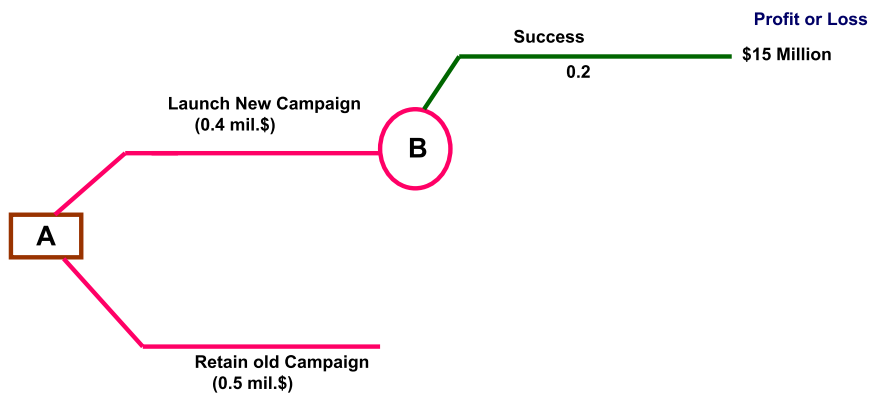 Profit or Loss
Success
$15 Million
0.2
Launch New Campaign
(0.4 mil.$)
B
A
Retain old Campaign
(0.5 mil.$)